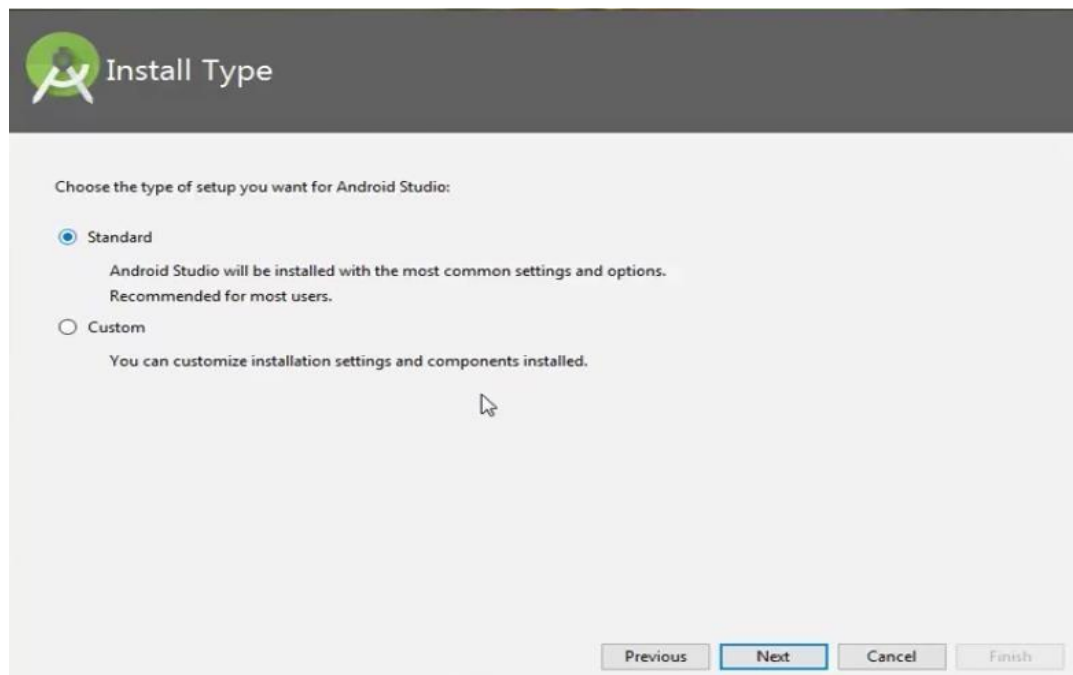 Install Type
Choose the type of setup you want for Android Studio:
Standard
Android Studio will be installed with the most common settings and options.
Recommended for most users.
Custom
You can customize installation settings and components installed.
Previous
Next
Cancel
Finish